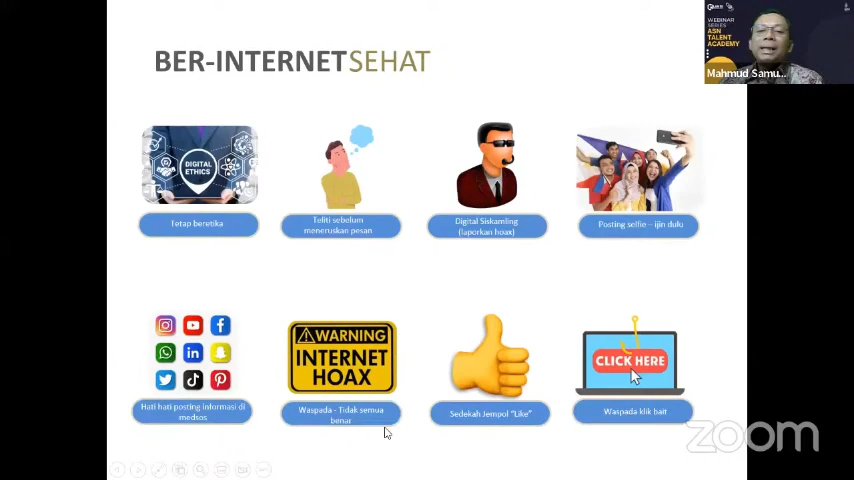 BER-INTERNETSEHAT
WEBINAR
SERIES
ASN
TALENT
ACADEMY
Mahmud Samu...
DIGITAL
ETHICS
Tetap beretika
Teliti sebelum
meneruskan pesan
Digital Siskamling
(laporkan hoax)
Posting selfie – ijin dulu
WARNING
INTERNET
HOAX
CLICK HERE
Hati hati posting informasi di
medsos
Waspada - Tidak semua
benar
Sedekah Jempol "Like"
Waspada klik bait
zoom